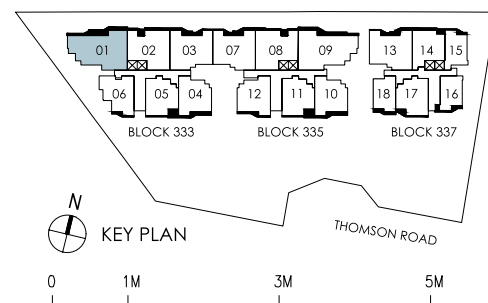 01 02 03 07 08 09 13 14 15
06 05 04 12 11 10 18 17 16
BLOCK 333 BLOCK 335 BLOCK 337
THOMSON ROAD
N
KEY PLAN
0 1M 3M 5M